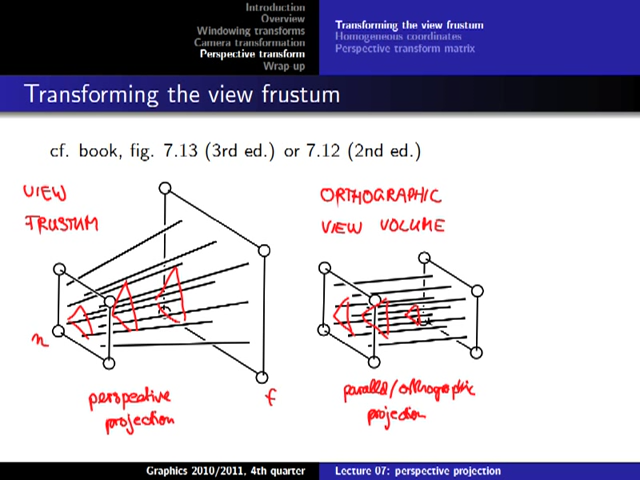 Introduction
Overview
Windowing transforms
Camera transformation
Perspective transform
Wrap-up
Transforming the view frustum
Homogeneous coordinates
Perspective transform matrix
Transforming the view frustum
cf. book, fig. 7.13 (3rd ed.) or 7.12 (2nd ed.)
VIEW
FRUSTUM
ORTHOGRAPHIC
VIEW VOLUME
n
f
perspective
projection
parallel/orthographic
projection
Graphics 2010/2011, 4th quarter
Lecture 07: perspective projection